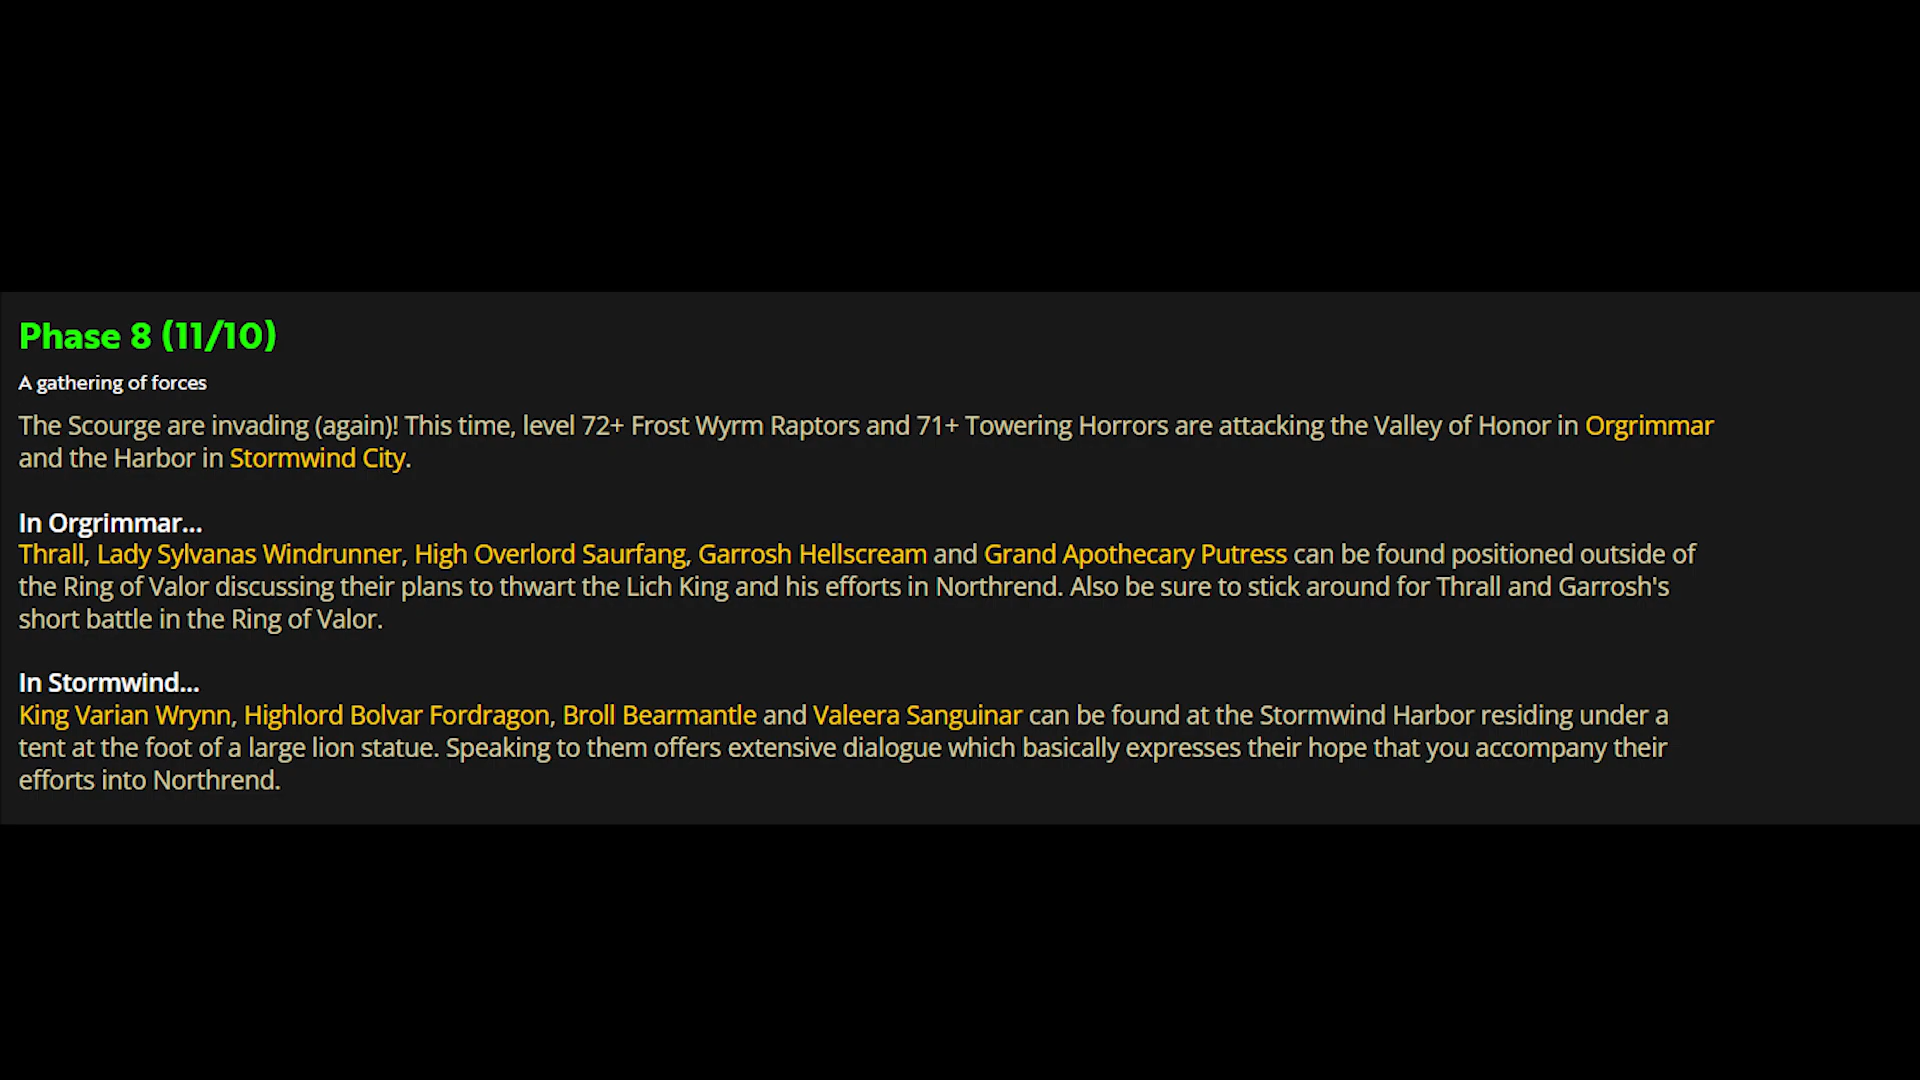 Phase 8 (11/10)
A gathering of forces
The Scourge are invading (again)! This time, level 72+ Frost Wyrm Raptors and 71+ Towering Horrors are attacking the Valley of Honor in Orgrimmar
and the Harbor in Stormwind City.
In Orgrimmar...
Thrall, Lady Sylvanas Windrunner, High Overlord Saurfang, Garrosh Hellscream and Grand Apothecary Putress can be found positioned outside of
the Ring of Valor discussing their plans to thwart the Lich King and his efforts in Northrend. Also be sure to stick around for Thrall and Garrosh's
short battle in the Ring of Valor.
In Stormwind...
King Varian Wrynn, Highlord Bolvar Fordragon, Broll Bearmantle and Valeera Sanguinar can be found at the Stormwind Harbor residing under a
tent at the foot of a large lion statue. Speaking to them offers extensive dialogue which basically expresses their hope that you accompany their
efforts into Northrend.